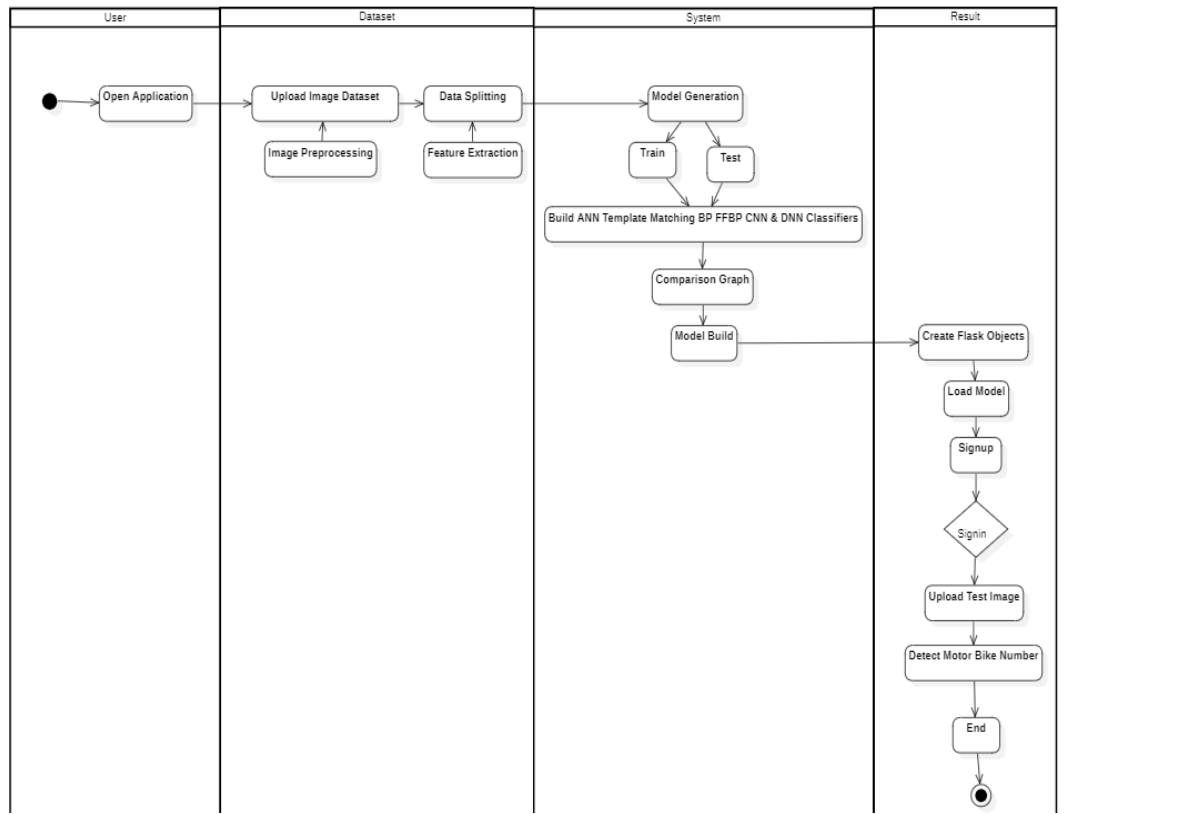 User
Dataset
System
Result
Open Application
Upload Image Dataset
Data Splitting
Model Generation
Image Preprocessing
Feature Extraction
Train
Test
Build ANN Template Matching BP FFBP CNN & DNN Classifiers
Comparison Graph
Model Build
Create Flask Objects
Load Model
Signup
Signin
Upload Test Image
Detect Motor Bike Number
End